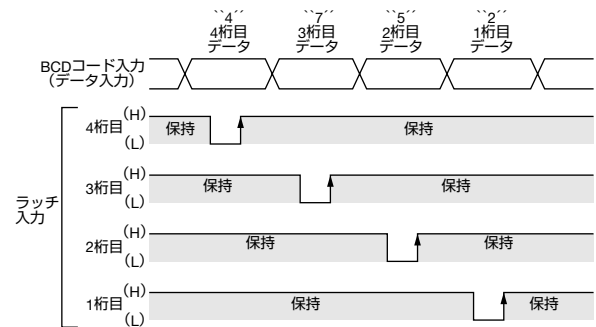 ``4´´ ``7´´ ``5´´ ``2´´
4桁目 3桁目 2桁目 1桁目
データ データ データ データ
BCDコード入力
（データ入力）
ラッチ
入力
4桁目 (H) (L) 保持 保持
3桁目 (H) (L) 保持 保持
2桁目 (H) (L) 保持 保持
1桁目 (H) (L) 保持 保持